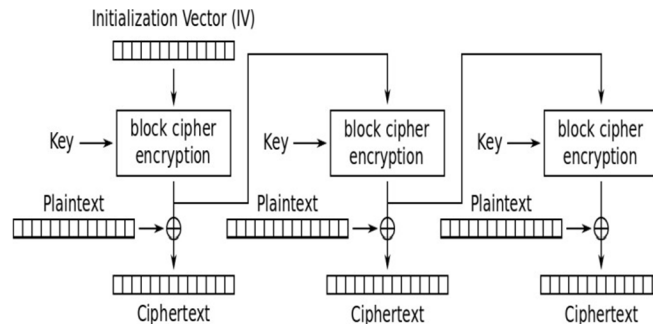 Initialization Vector (IV)
Key
block cipher
encryption
Key
block cipher
encryption
Key
block cipher
encryption
Plaintext
Plaintext
Plaintext
Ciphertext
Ciphertext
Ciphertext